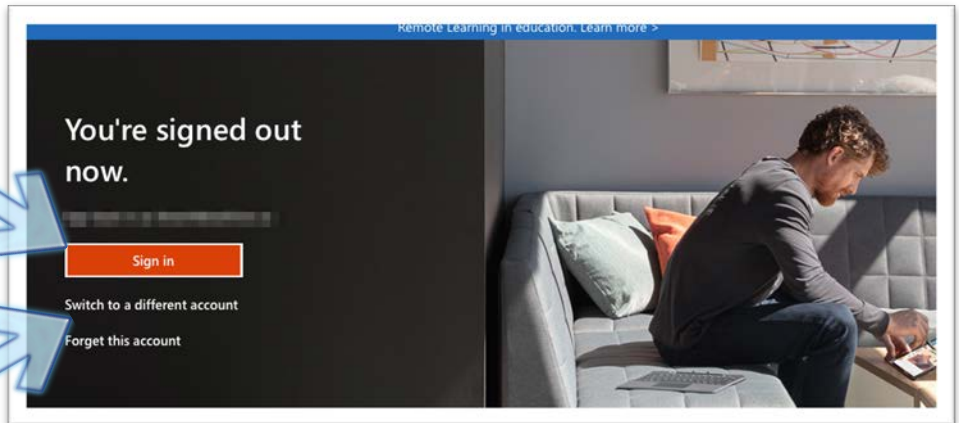 Remote Learning in education. Learn more >
You're signed out
now.
Sign in
Switch to a different account
Forget this account